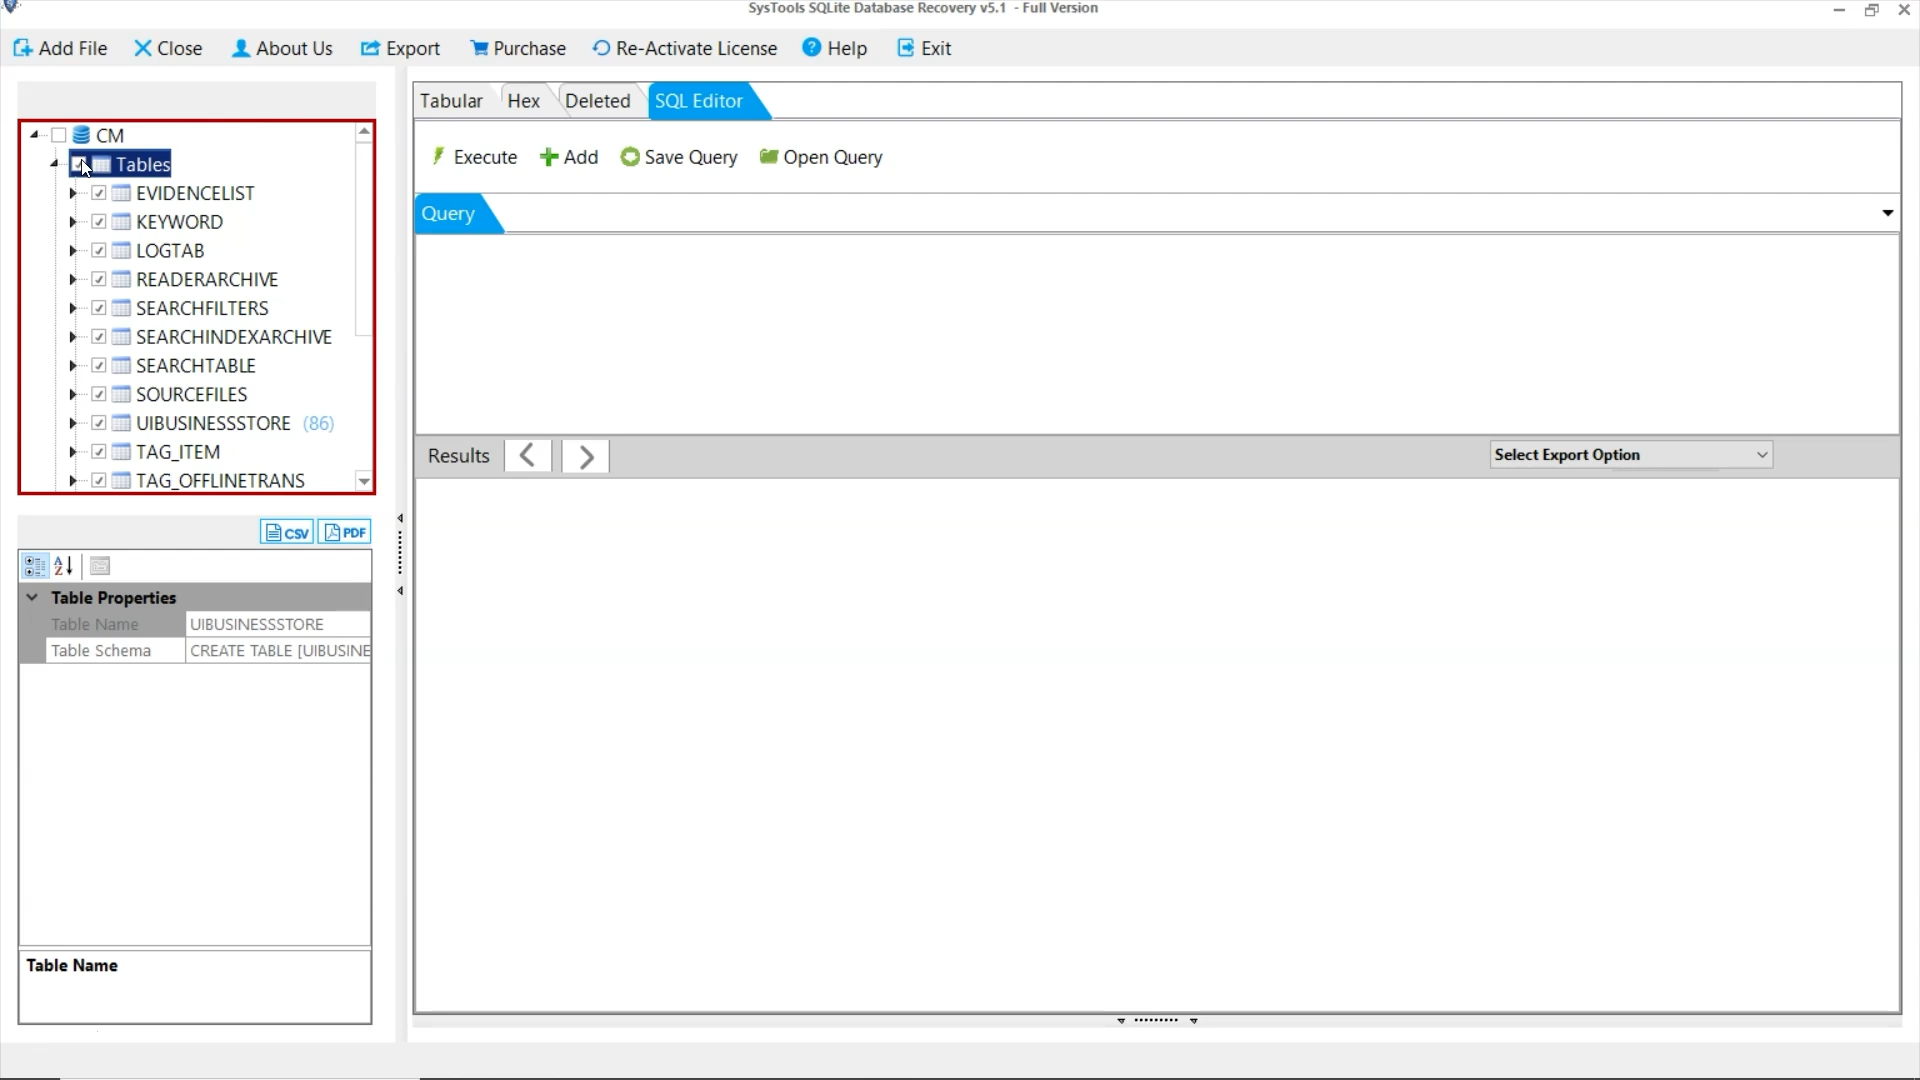 SysTools SQLite Database Recovery v5.1 - Full Version
Add File Close About Us Export Purchase Re-Activate License Help Exit
Tabular Hex Deleted SQL Editor
CM
Tables
EVIDENCELIST
KEYWORD
LOGTAB
READERARCHIVE
SEARCHFILTERS
SEARCHINDEXARCHIVE
SEARCHTABLE
SOURCEFILES
UIBUSINESSSTORE (86)
TAG_ITEM
TAG_OFFLINETRANS
Execute Add Save Query Open Query
Query
Results Select Export Option
CSV PDF
Table Properties
Table Name UIBUSINESSSTORE
Table Schema CREATE TABLE [UIBUSINE
Table Name